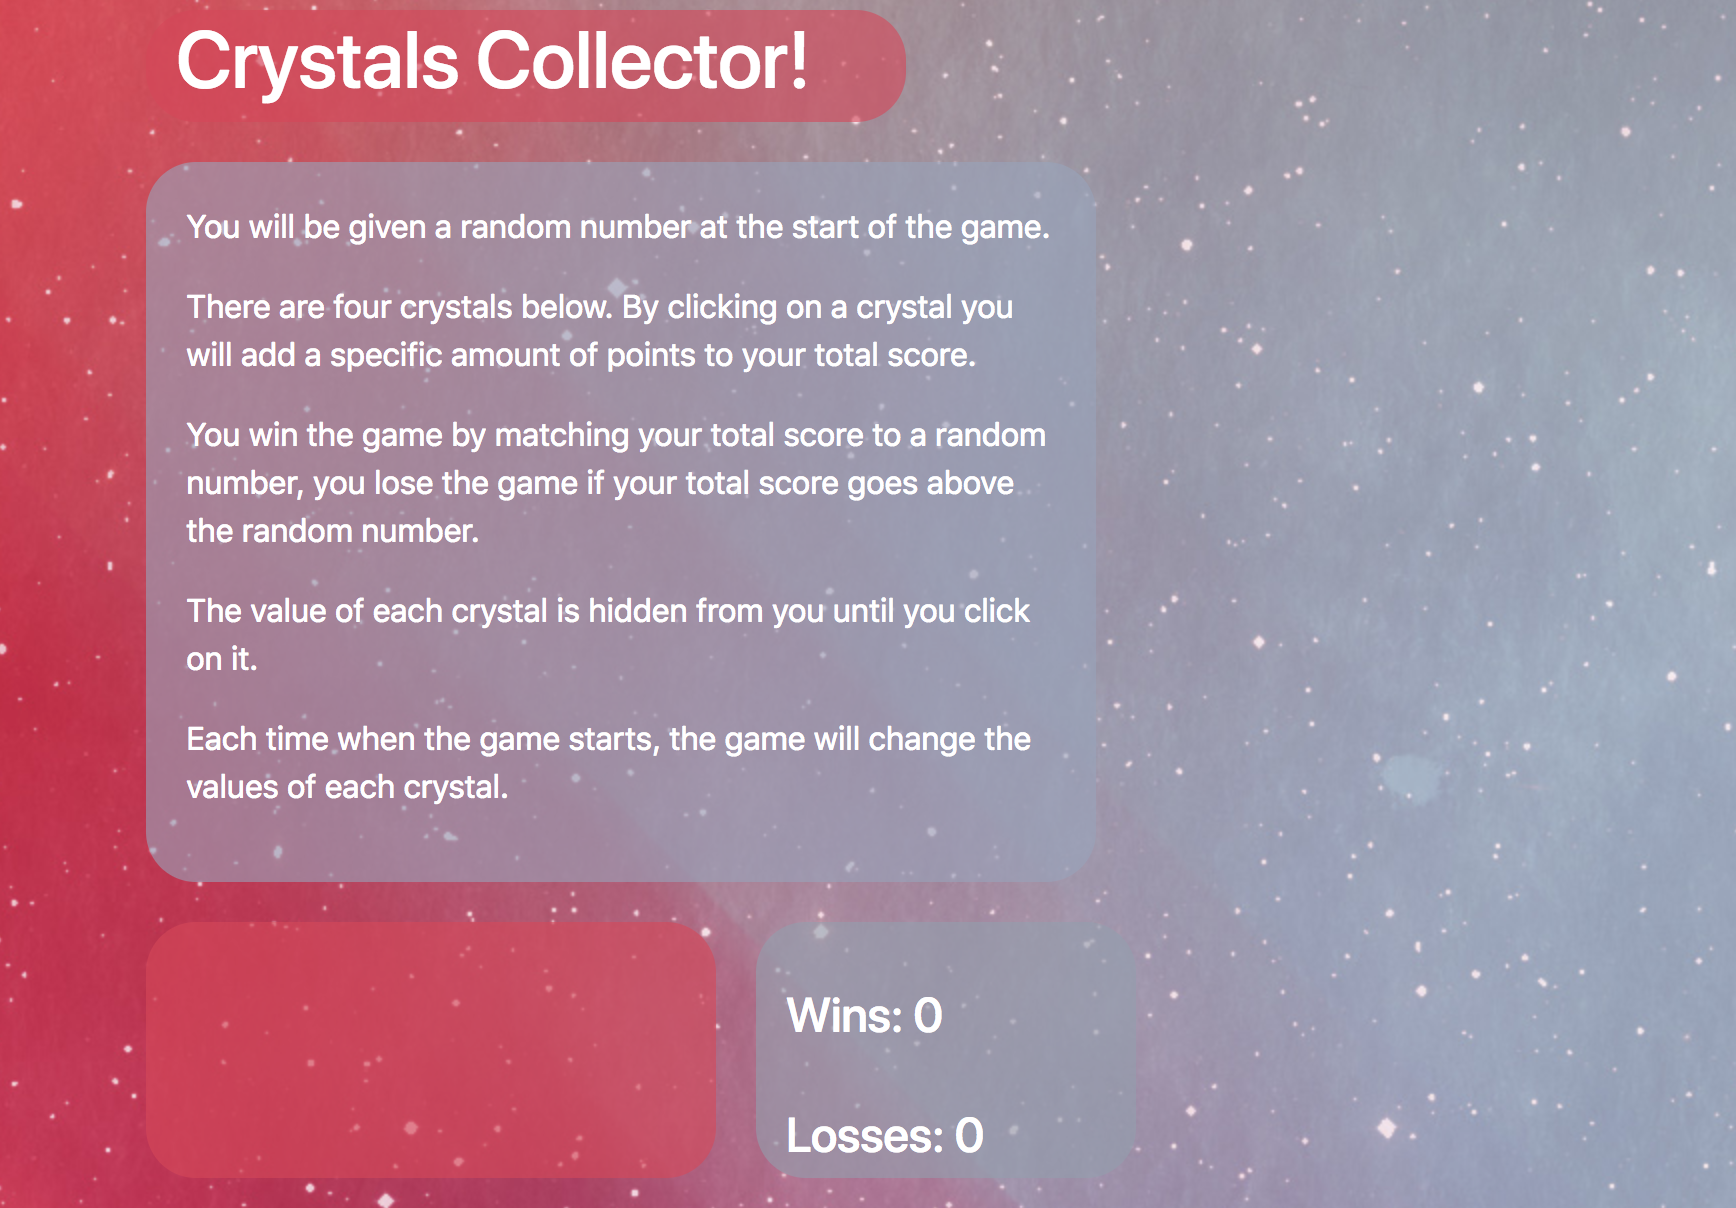 Crystals Collector!
You will be given a random number at the start of the game.
There are four crystals below. By clicking on a crystal you
will add a specific amount of points to your total score.
You win the game by matching your total score to a random
number, you lose the game if your total score goes above
the random number.
The value of each crystal is hidden from you until you click
on it.
Each time when the game starts, the game will change the
values of each crystal.
Wins: 0
Losses: 0